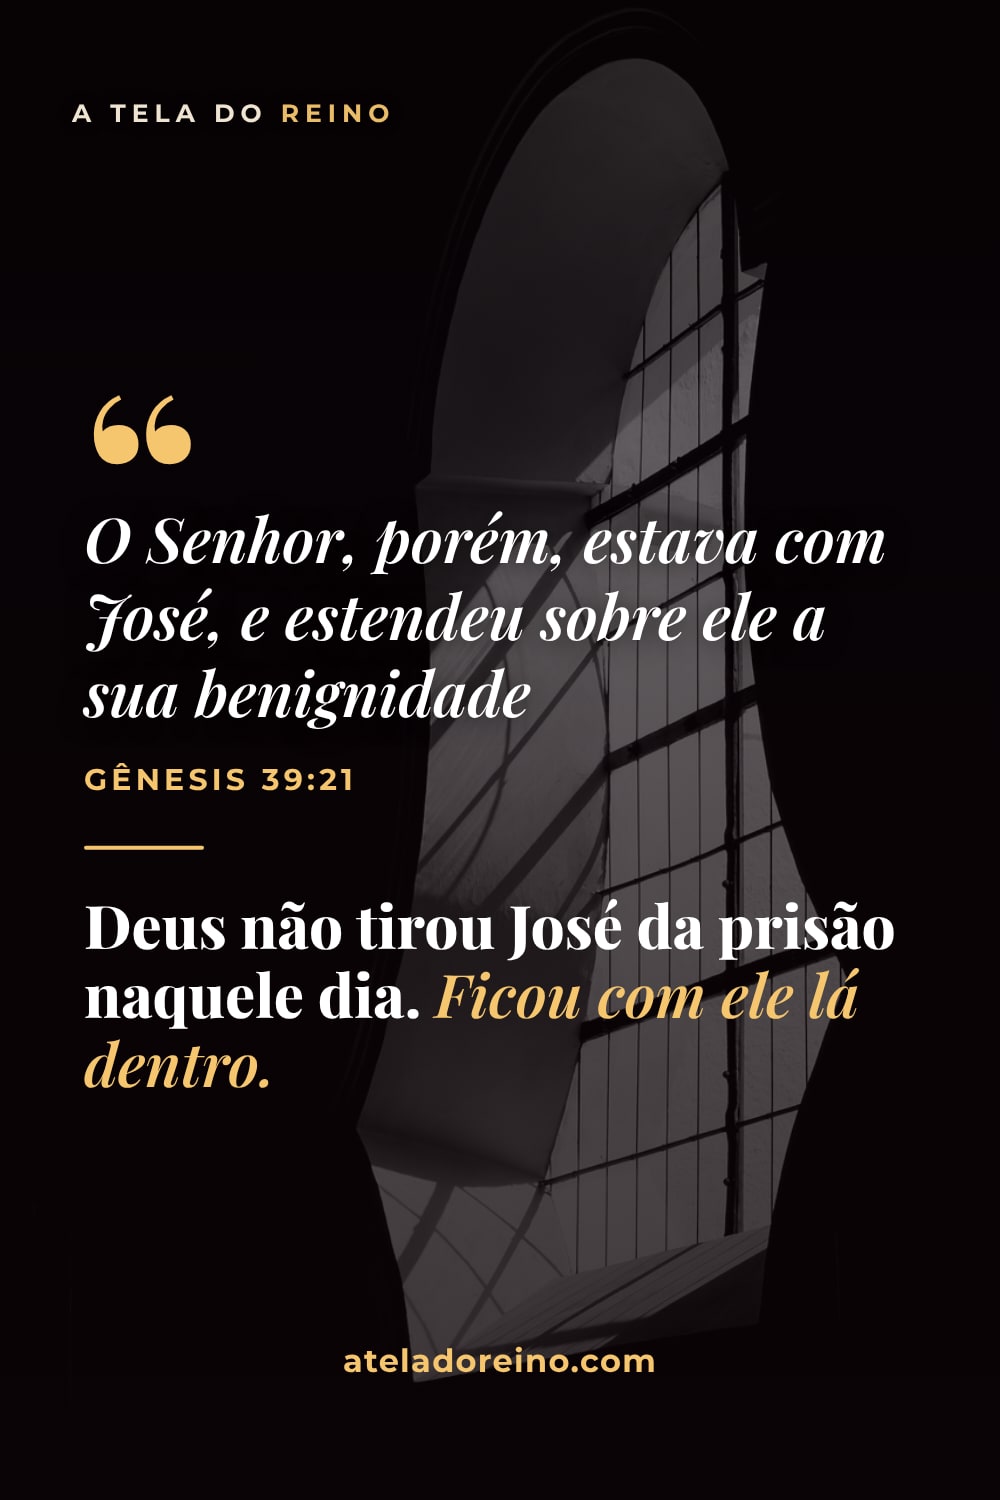 A TELA DO REINO
“
O Senhor, porém, estava com
José, e estendeu sobre ele a
sua benignidade
GÊNESIS 39:21
Deus não tirou José da prisão
naquele dia. Ficou com ele lá
dentro.
ateladoreino.com